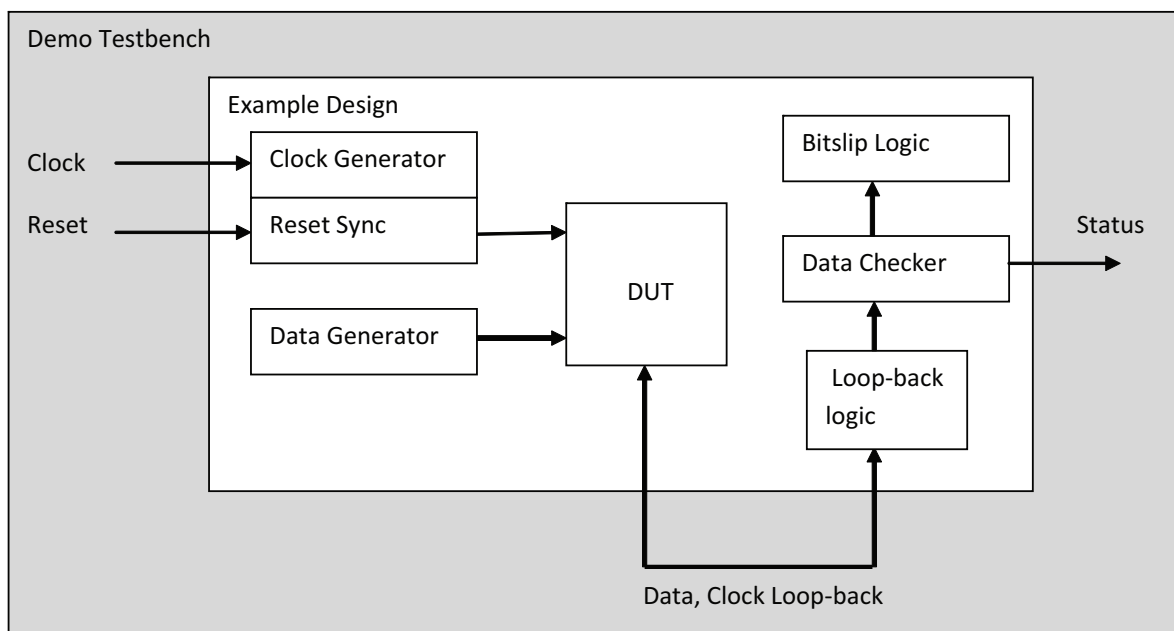 Demo Testbench
Example Design
Clock
Clock Generator
Reset
Reset Sync
Data Generator
DUT
Bitslip Logic
Data Checker
Status
Loop-back
logic
Data, Clock Loop-back